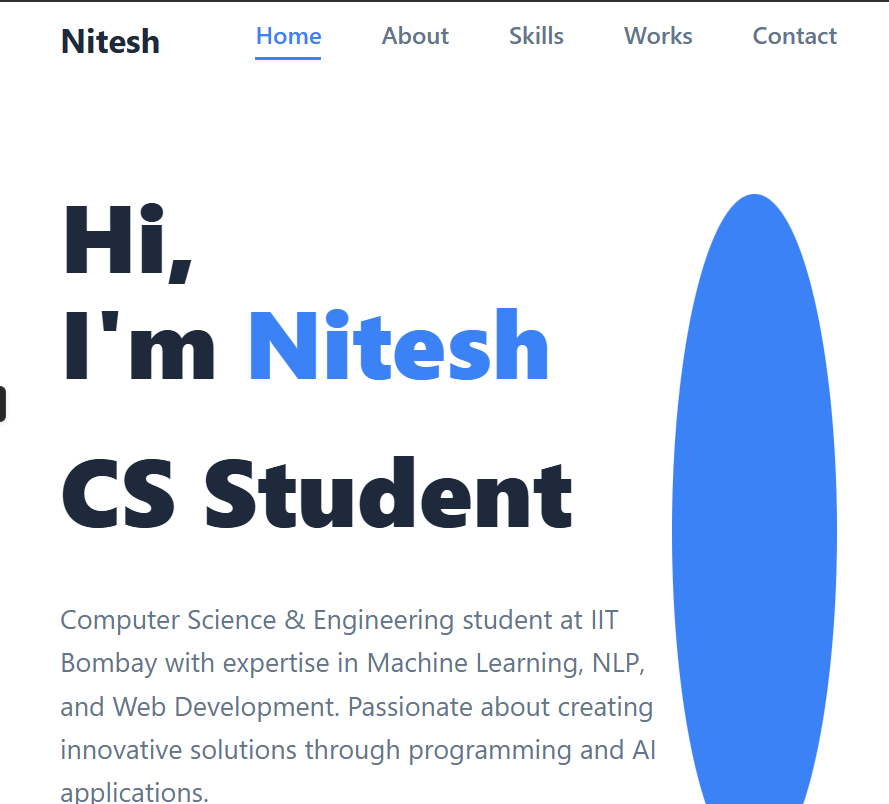 Nitesh
Home About Skills Works Contact
Hi,
I'm Nitesh
CS Student
Computer Science & Engineering student at IIT
Bombay with expertise in Machine Learning, NLP,
and Web Development. Passionate about creating
innovative solutions through programming and AI
applications.